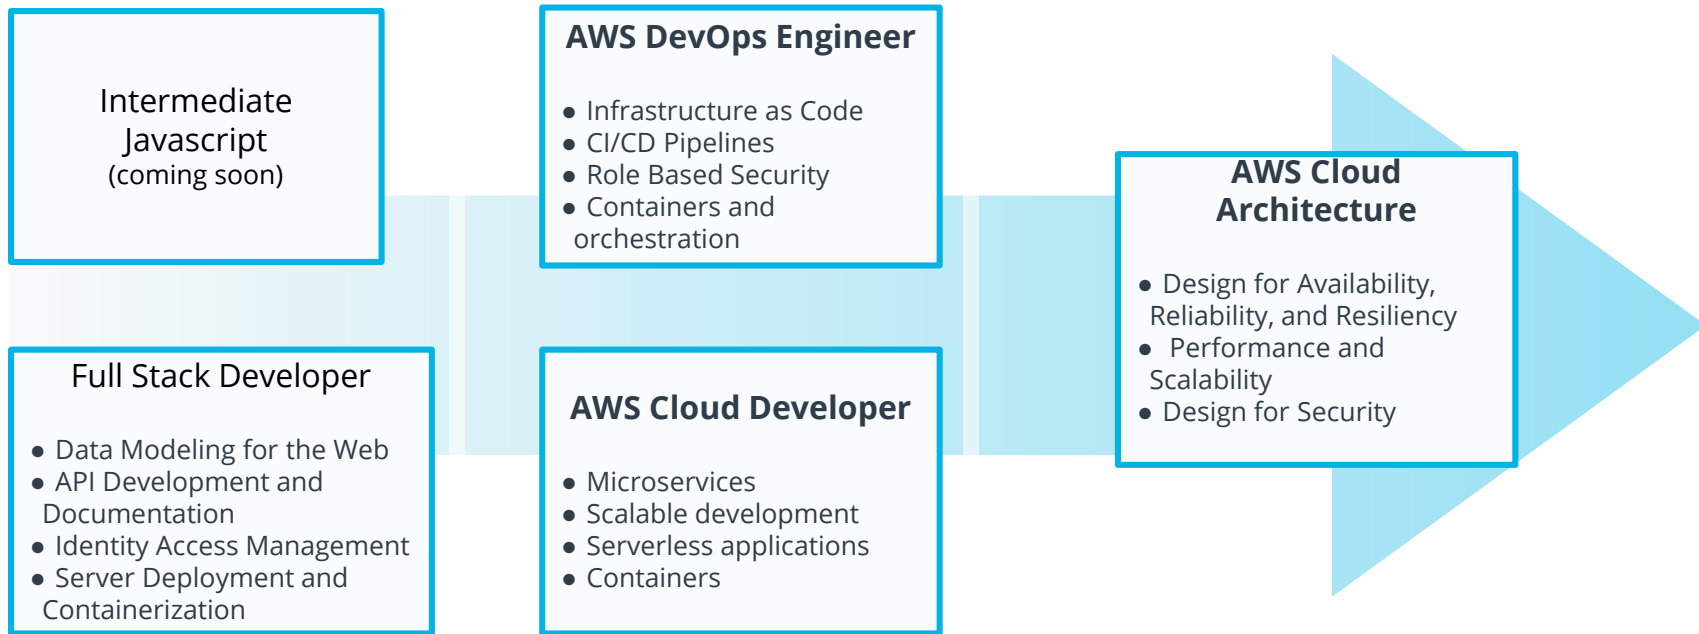 Intermediate
Javascript
(coming soon)
Full Stack Developer
● Data Modeling for the Web
● API Development and
Documentation
● Identity Access Management
● Server Deployment and
Containerization
AWS DevOps Engineer
● Infrastructure as Code
● CI/CD Pipelines
● Role Based Security
● Containers and
orchestration
AWS Cloud Developer
● Microservices
● Scalable development
● Serverless applications
● Containers
AWS Cloud
Architecture
● Design for Availability,
Reliability, and Resiliency
● Performance and
Scalability
● Design for Security